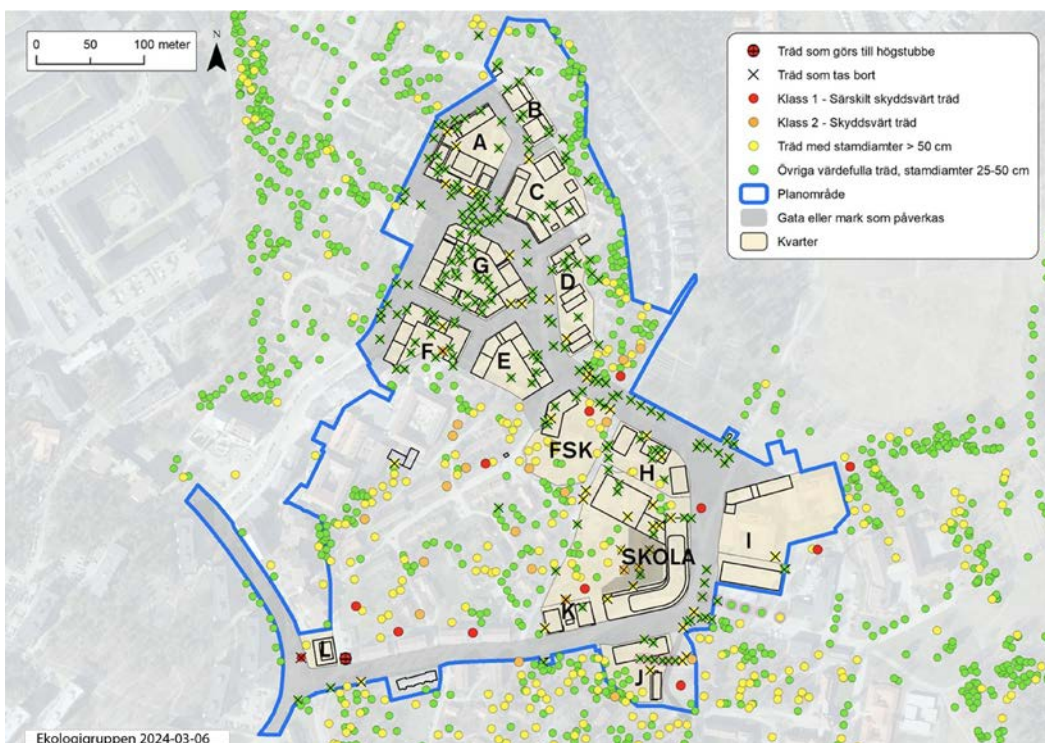 0 50 100 meter
N
Träd som görs till högstubbe
Träd som tas bort
Klass 1 - Särskilt skyddsvärt träd
Klass 2 - Skyddsvärt träd
Träd med stamdiamter > 50 cm
Övriga värdefulla träd, stamdiamter 25-50 cm
Planområde
Gata eller mark som påverkas
Kvarter
B
A
C
G
D
F
E
FSK
H
I
SKOLA
K
L
J
Ekologigruppen 2024-03-06